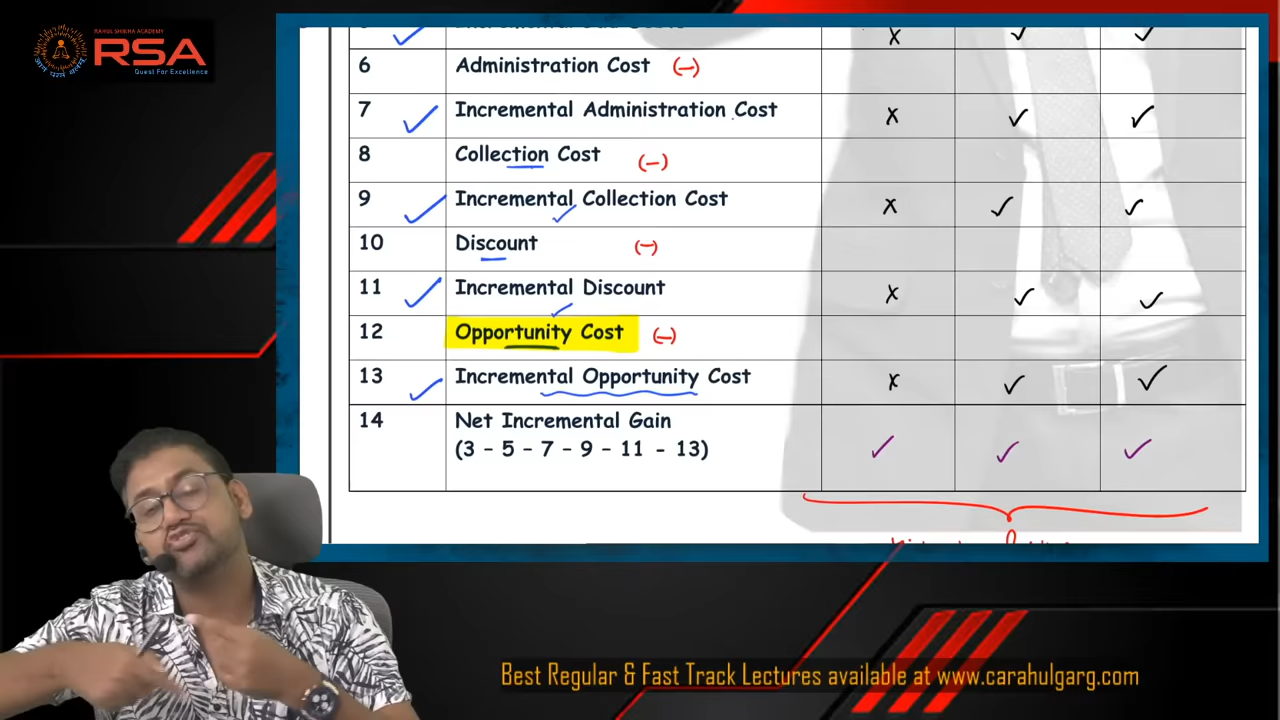 RAHUL SHIKHA ACADEMY
RSA
Quest For Excellence
6 Administration Cost (-)
7 Incremental Administration Cost
8 Collection Cost (-)
9 Incremental Collection Cost
10 Discount (-)
11 Incremental Discount
12 Opportunity Cost (-)
13 Incremental Opportunity Cost
14 Net Incremental Gain
(3 - 5 - 7 - 9 - 11 - 13)
Best Regular & Fast Track Lectures available at www.carahulgarg.com